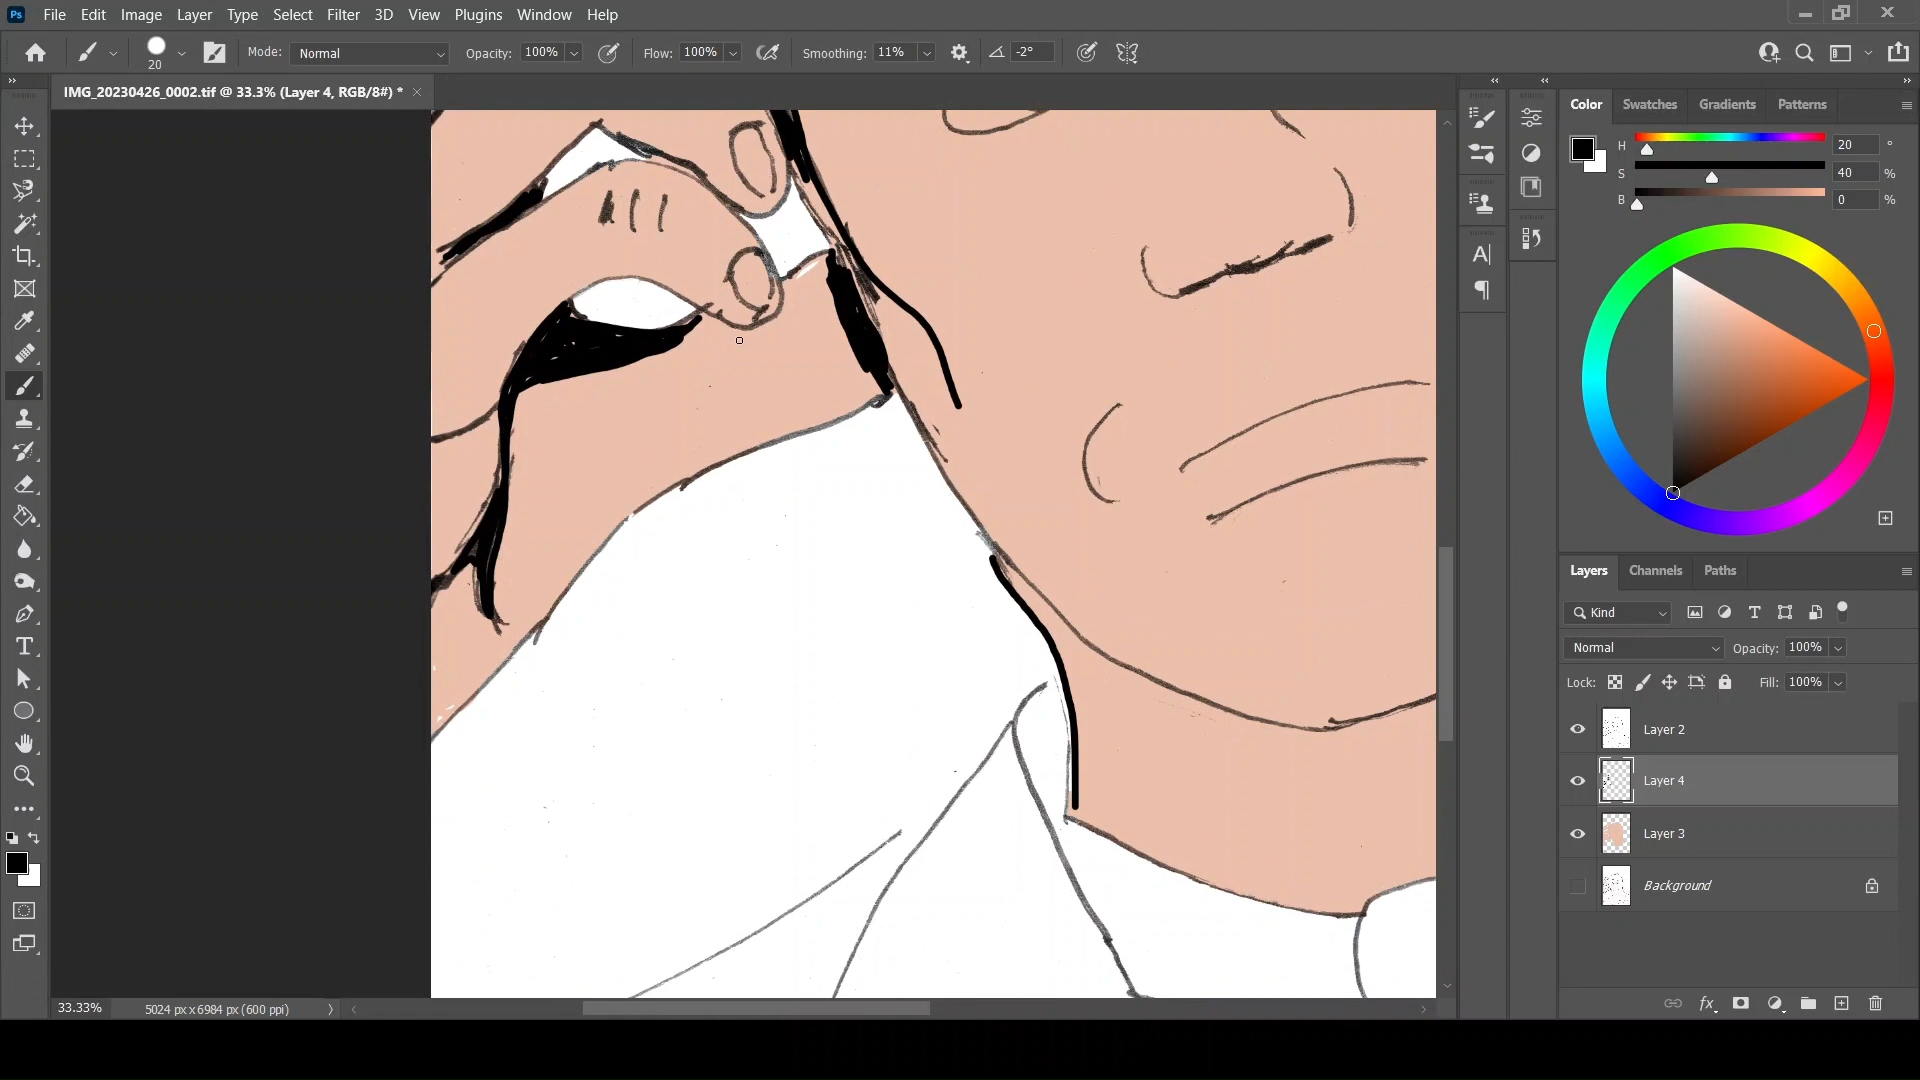 Ps File Edit Image Layer Type Select Filter 3D View Plugins Window Help
20 Mode: Normal Opacity: 100% Flow: 100% Smoothing: 11% -2°
IMG_20230426_0002.tif @ 33.3% (Layer 4, RGB/8#) *
Color Swatches Gradients Patterns
H 20 °
S 40 %
B 0 %
Layers Channels Paths
Kind
Normal Opacity: 100%
Lock: Fill: 100%
Layer 2
Layer 4
Layer 3
Background
33.33% 5024 px x 6984 px (600 ppi)